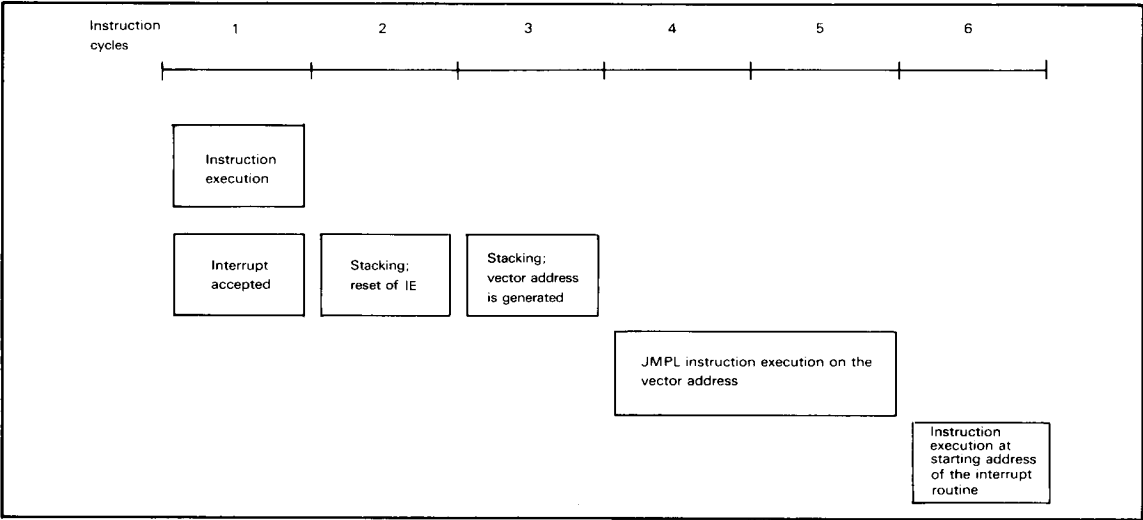 Instruction cycles
1 2 3 4 5 6
Instruction
execution
Interrupt
accepted
Stacking;
reset of IE
Stacking;
vector address
is generated
JMPL instruction execution on the
vector address
Instruction
execution at
starting address
of the interrupt
routine